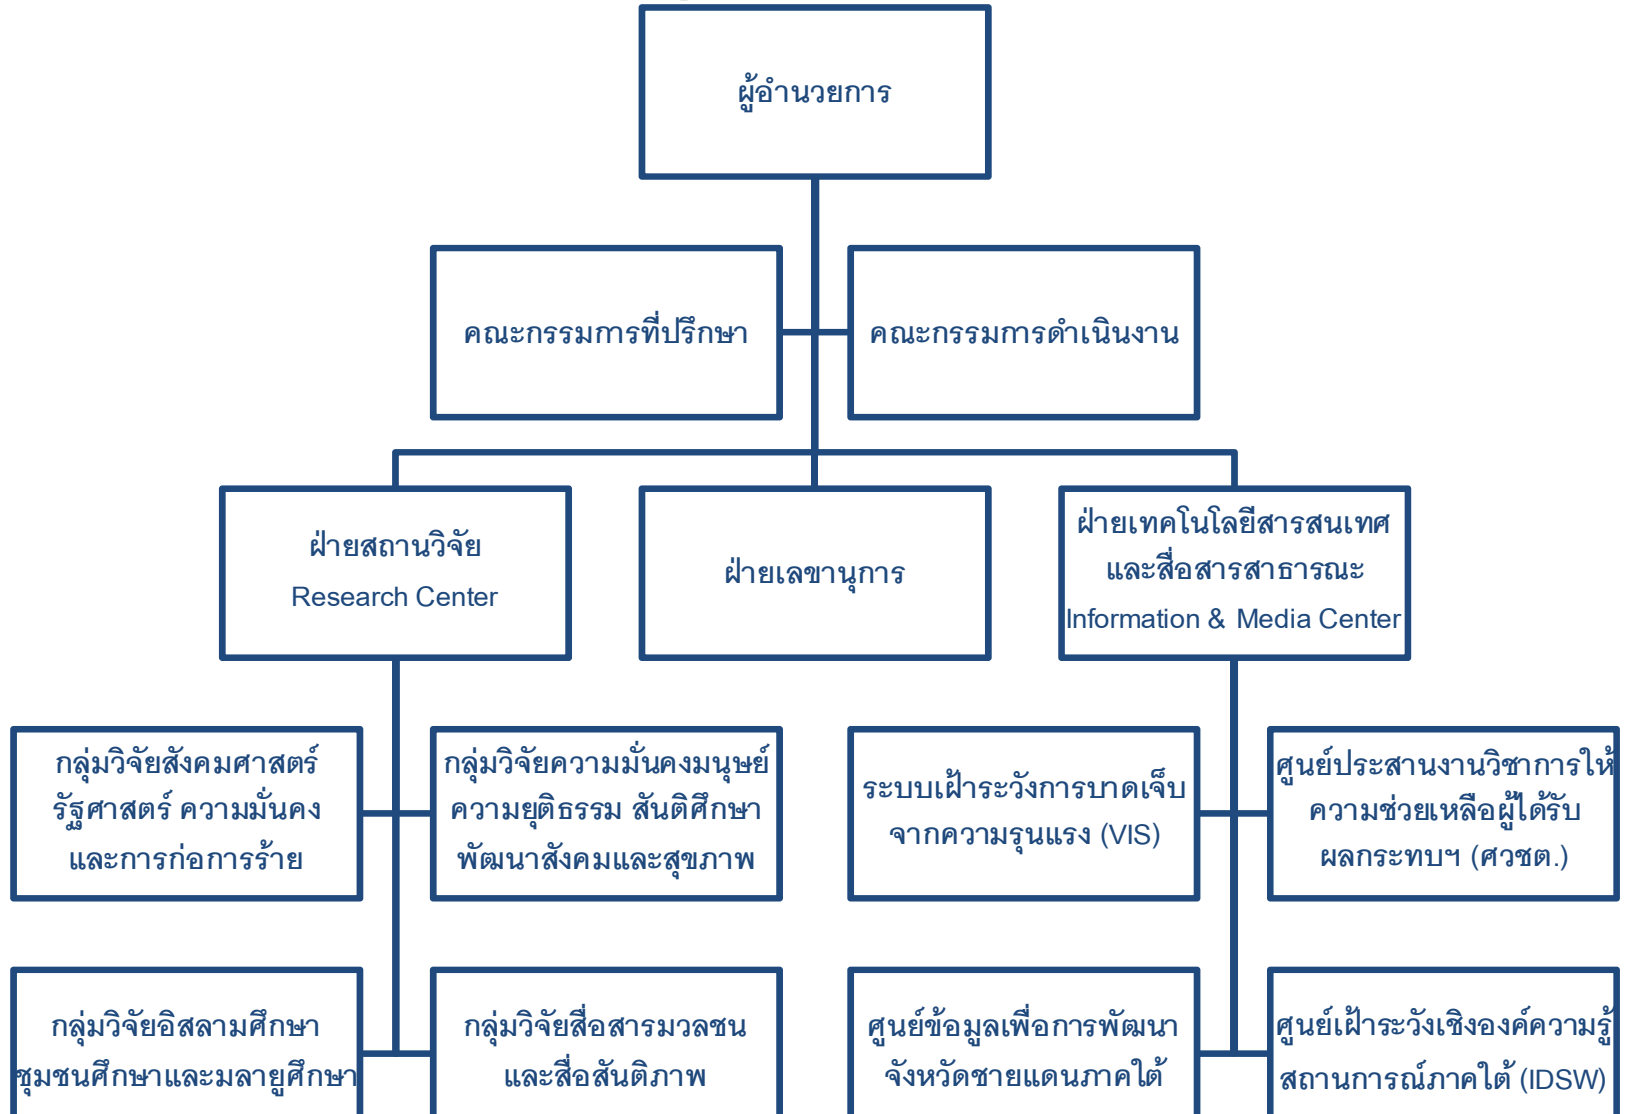 ผู้อำนวยการ
คณะกรรมการที่ปรึกษา
คณะกรรมการดำเนินงาน
ฝ่ายสถานวิจัย
Research Center
ฝ่ายเลขานุการ
ฝ่ายเทคโนโลยีสารสนเทศ
และสื่อสารสาธารณะ
Information & Media Center
กลุ่มวิจัยสังคมศาสตร์
รัฐศาสตร์ ความมั่นคง
และการก่อการร้าย
กลุ่มวิจัยความมั่นคงมนุษย์
ความยุติธรรม สันติศึกษา
พัฒนาสังคมและสุขภาพ
ระบบเฝ้าระวังการบาดเจ็บ
จากความรุนแรง (VIS)
ศูนย์ประสานงานวิชาการให้
ความช่วยเหลือผู้ได้รับ
ผลกระทบฯ (ศวชต.)
กลุ่มวิจัยอิสลามศึกษา
ชุมชนศึกษาและมลายูศึกษา
กลุ่มวิจัยสื่อสารมวลชน
และสื่อสันติภาพ
ศูนย์ข้อมูลเพื่อการพัฒนา
จังหวัดชายแดนภาคใต้
ศูนย์เฝ้าระวังเชิงองค์ความรู้
สถานการณ์ภาคใต้ (IDSW)